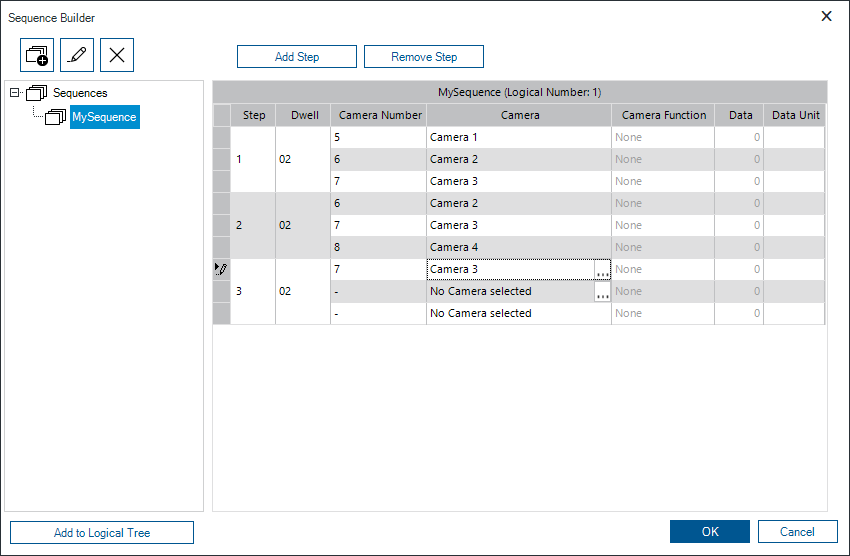 Sequence Builder
Add Step Remove Step
Sequences
MySequence
MySequence (Logical Number: 1)
Step Dwell Camera Number Camera Camera Function Data Data Unit
5 Camera 1 None 0
1 02 6 Camera 2 None 0
7 Camera 3 None 0
6 Camera 2 None 0
2 02 7 Camera 3 None 0
8 Camera 4 None 0
7 Camera 3 ... None 0
3 02 - No Camera selected ... None 0
- No Camera selected None 0
Add to Logical Tree
OK Cancel